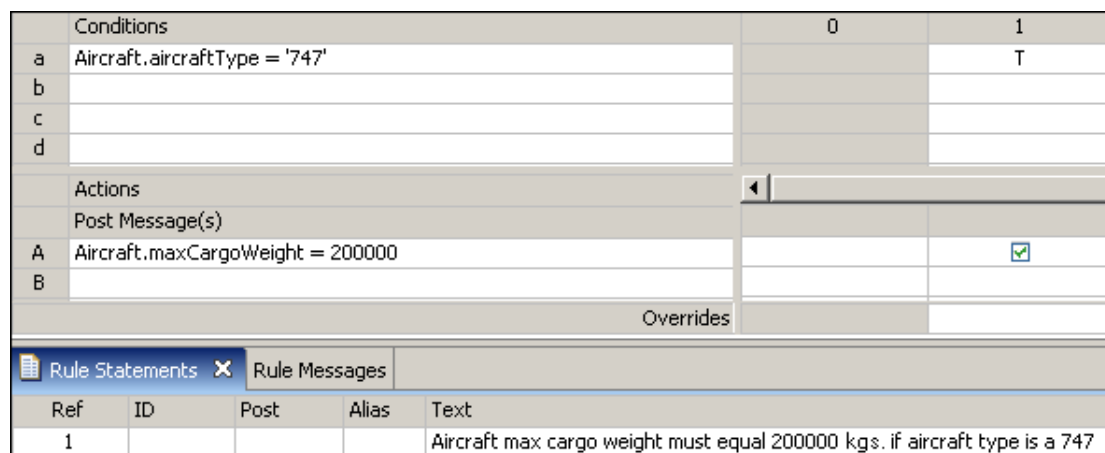 Conditions 0 1
a Aircraft.aircraftType = '747' T
b
c
d
Actions
Post Message(s)
A Aircraft.maxCargoWeight = 200000
B
Overrides
Rule Statements Rule Messages
Ref ID Post Alias Text
1 Aircraft max cargo weight must equal 200000 kgs. if aircraft type is a 747